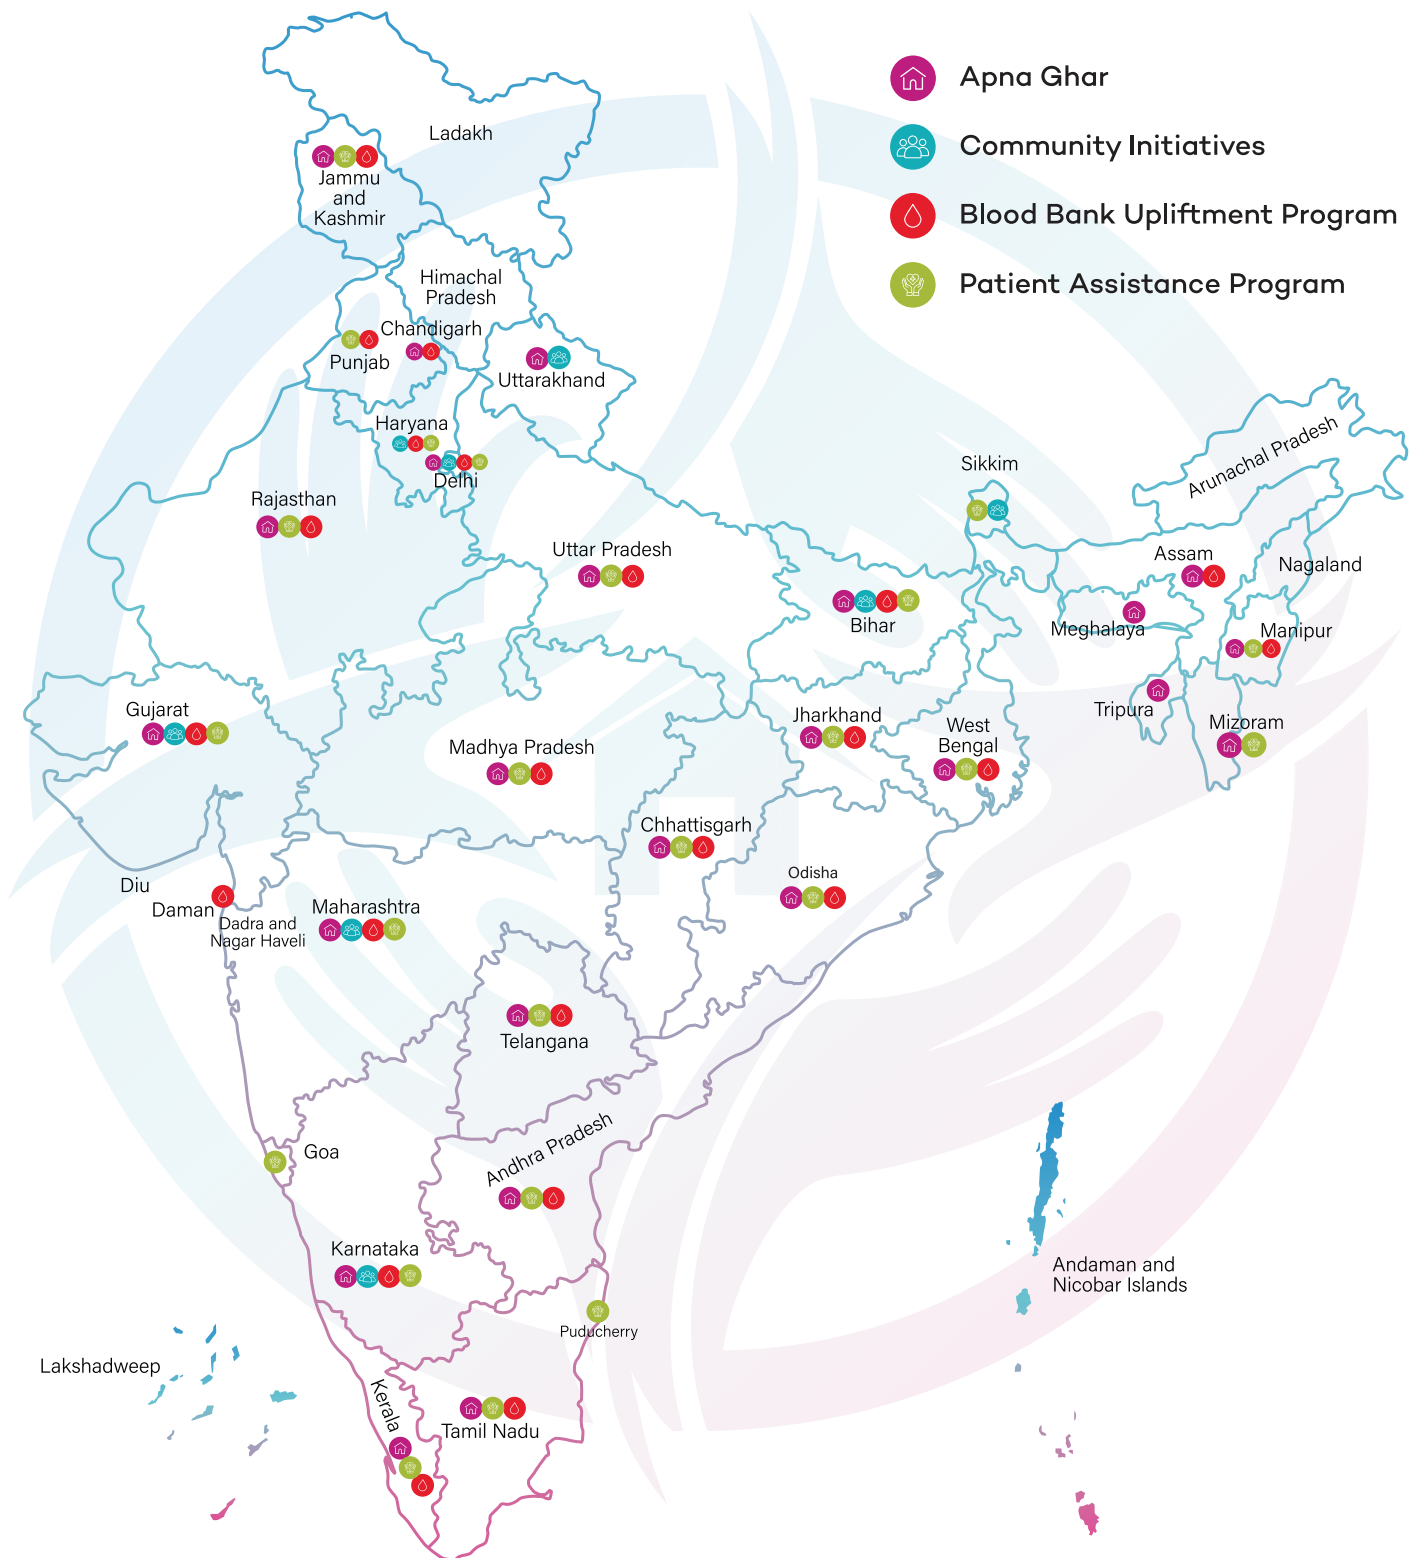 Apna Ghar
Community Initiatives
Blood Bank Upliftment Program
Patient Assistance Program
Ladakh
Jammu
and
Kashmir
Himachal
Pradesh
Chandigarh
Punjab
Uttarakhand
Haryana
Delhi
Rajasthan
Sikkim
Arunachal Pradesh
Uttar Pradesh
Assam
Nagaland
Bihar
Meghalaya
Manipur
Gujarat
Jharkhand
West
Bengal
Tripura
Mizoram
Madhya Pradesh
Chhattisgarh
Odisha
Diu
Daman
Dadra and
Nagar Haveli
Maharashtra
Telangana
Goa
Andhra Pradesh
Karnataka
Andaman and
Nicobar Islands
Puducherry
Lakshadweep
Kerala
Tamil Nadu